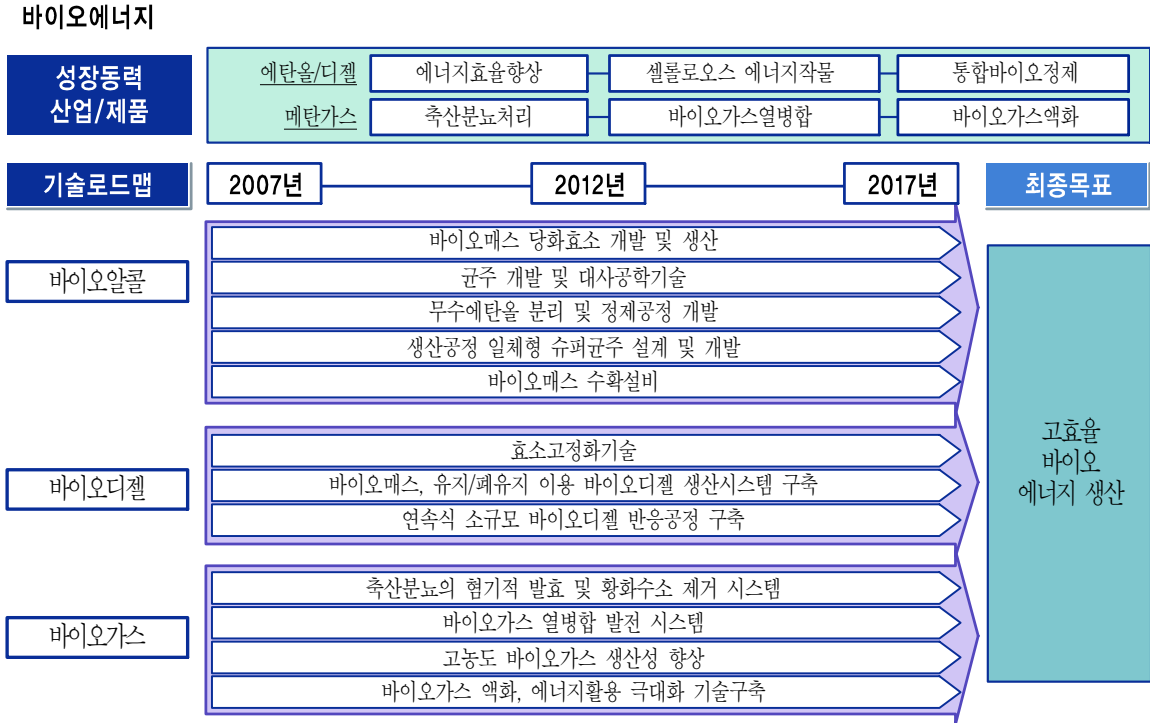 바이오에너지
성장동력
산업/제품
에탄올/디젤 에너지효율향상 셀룰로오스 에너지작물 통합바이오정제
메탄가스 축산분뇨처리 바이오가스열병합 바이오가스액화
기술로드맵 2007년 2012년 2017년 최종목표
바이오알콜
바이오매스 당화효소 개발 및 생산
균주 개발 및 대사공학기술
무수에탄올 분리 및 정제공정 개발
생산공정 일체형 슈퍼균주 설계 및 개발
바이오매스 수확설비
바이오디젤
효소고정화기술
바이오매스, 유지/폐유지 이용 바이오디젤 생산시스템 구축
연속식 소규모 바이오디젤 반응공정 구축
바이오가스
축산분뇨의 혐기적 발효 및 황화수소 제거 시스템
바이오가스 열병합 발전 시스템
고농도 바이오가스 생산성 향상
바이오가스 액화, 에너지활용 극대화 기술구축
고효율
바이오
에너지 생산